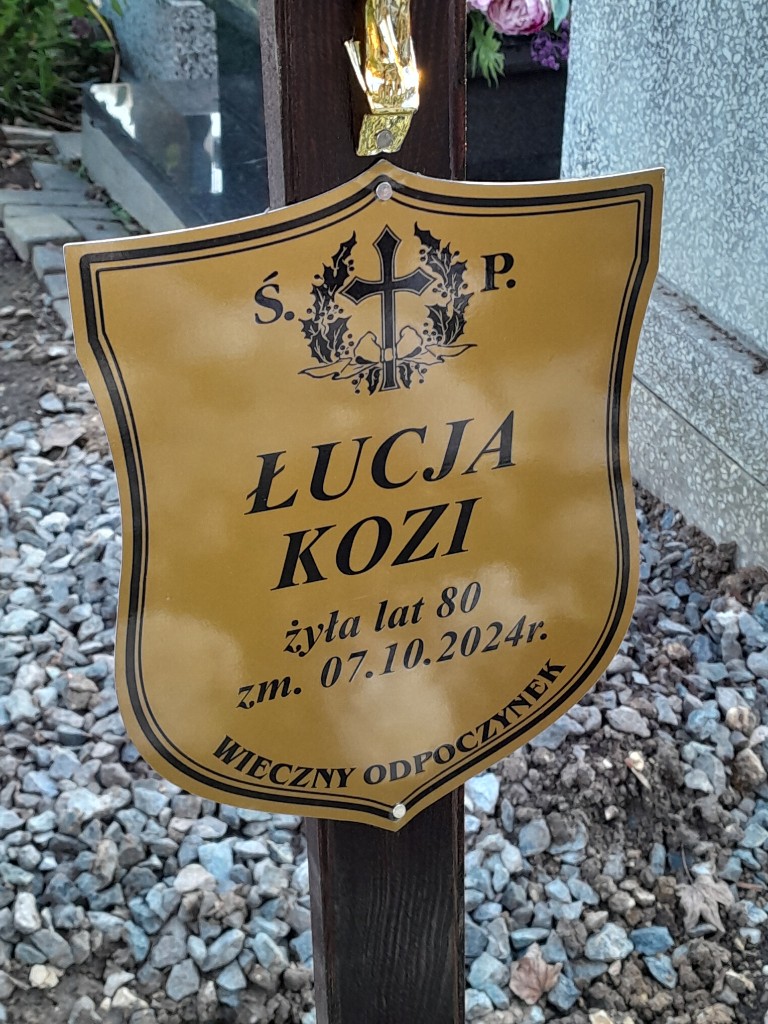 Ś. P.
ŁUCJA
KOZI
żyła lat 80
zm. 07.10.2024r.
WIECZNY ODPOCZYNEK